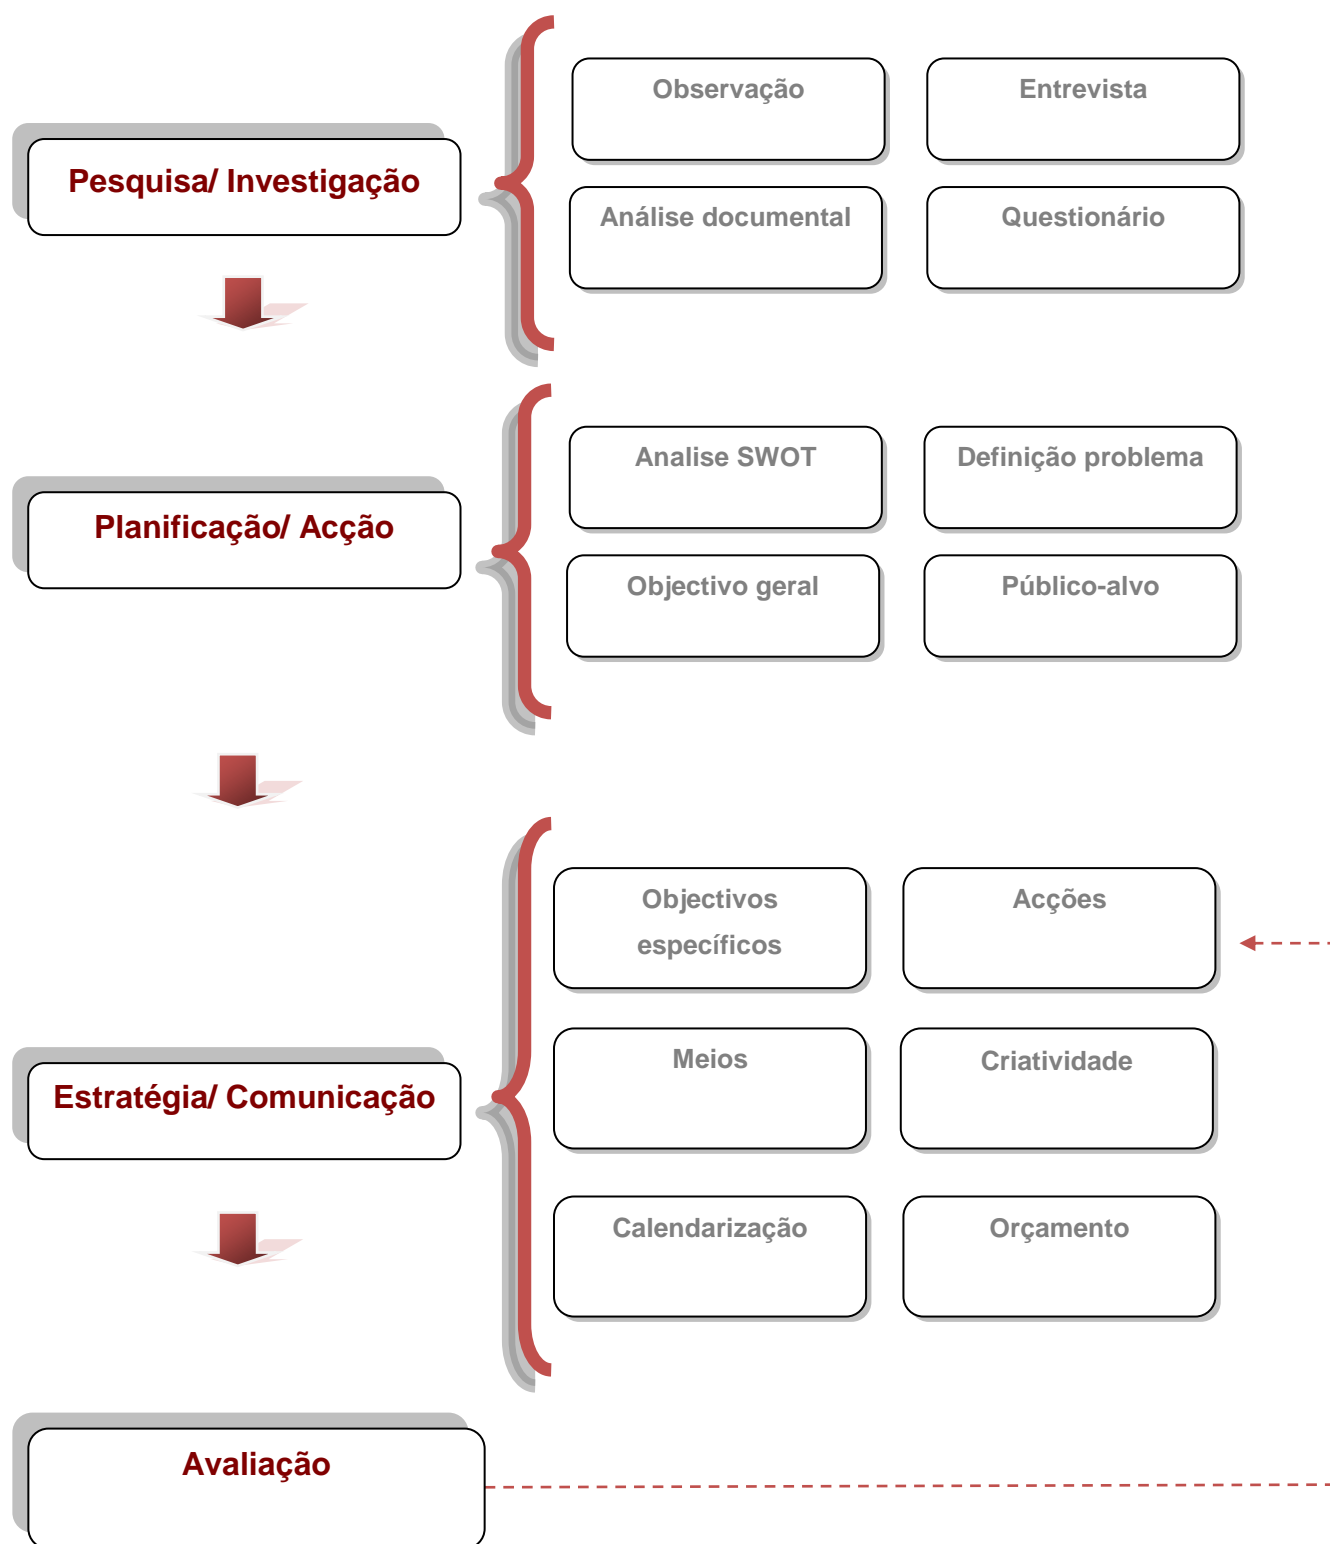 Pesquisa/ Investigação
Observação
Entrevista
Análise documental
Questionário
Planificação/ Acção
Analise SWOT
Definição problema
Objectivo geral
Público-alvo
Estratégia/ Comunicação
Objectivos
específicos
Acções
Meios
Criatividade
Calendarização
Orçamento
Avaliação